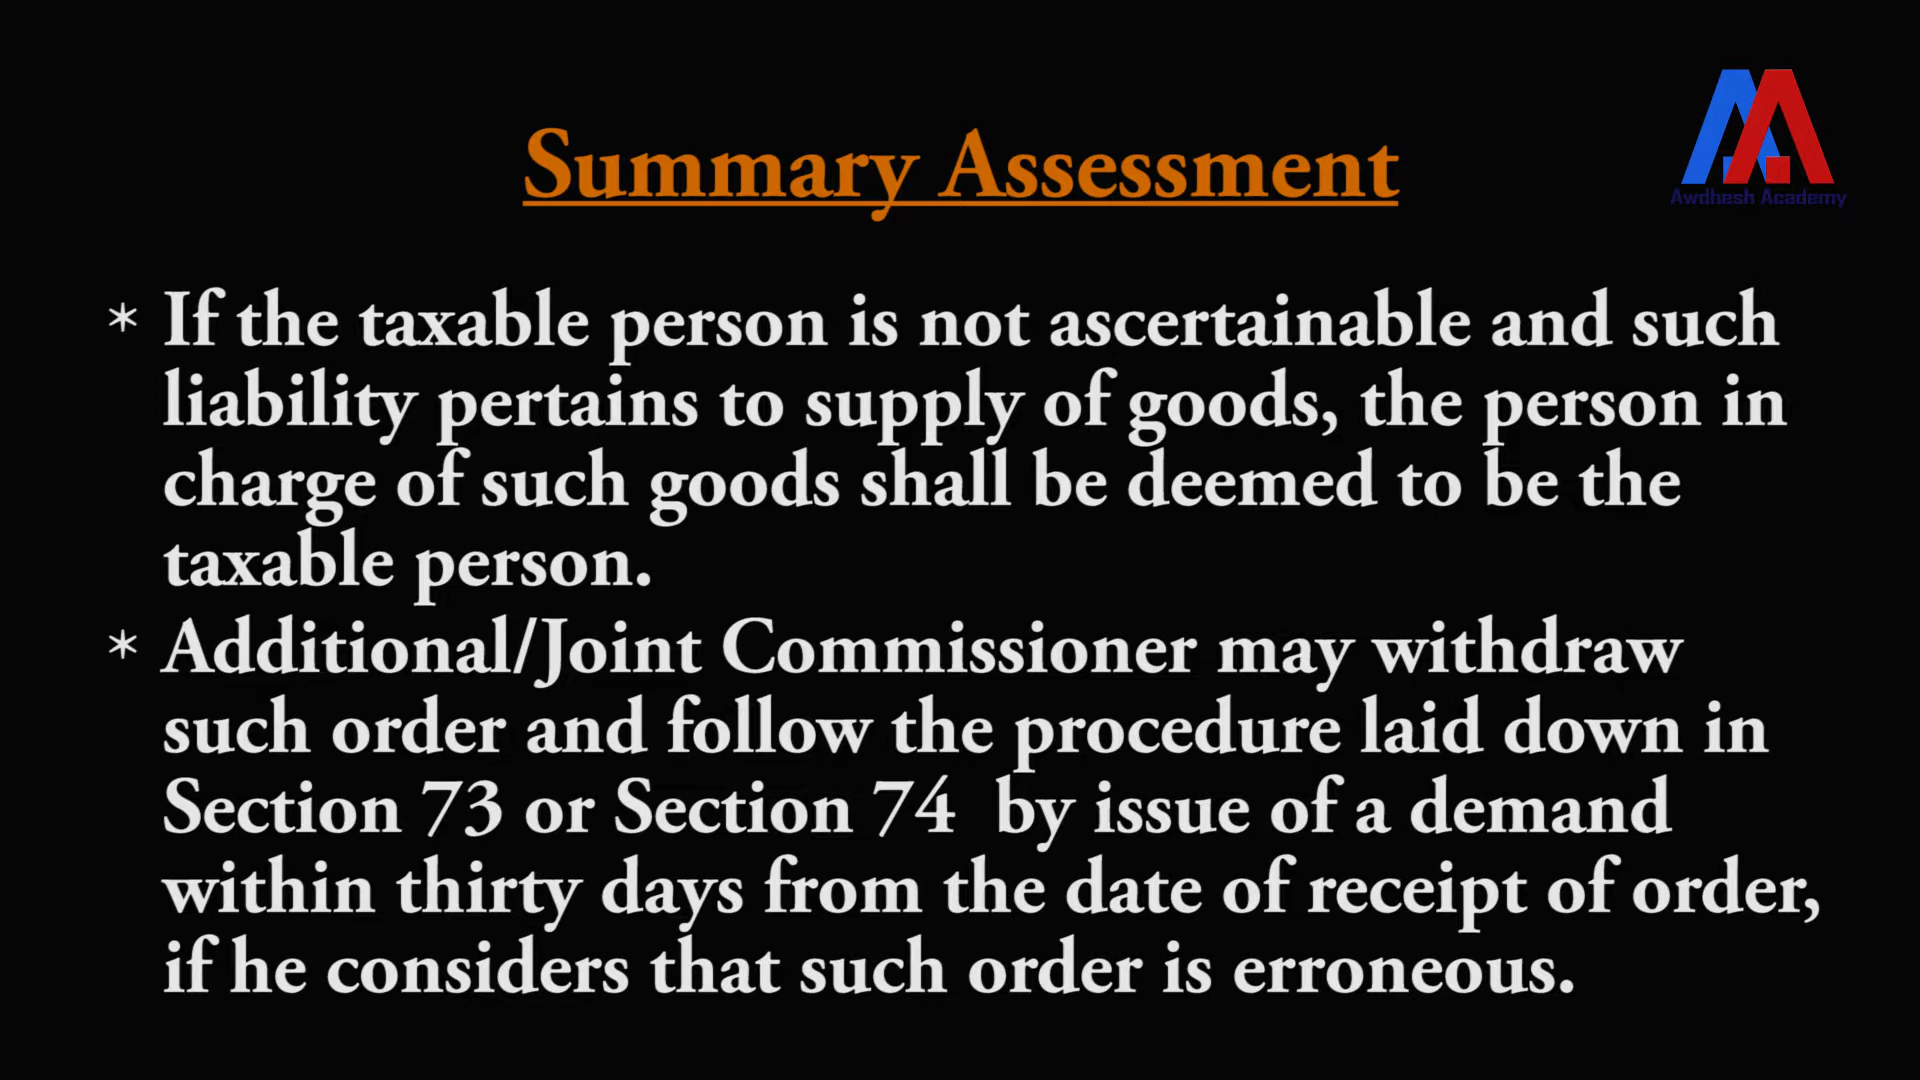 Summary Assessment
Awdhesh Academy
* If the taxable person is not ascertainable and such
liability pertains to supply of goods, the person in
charge of such goods shall be deemed to be the
taxable person.
* Additional/Joint Commissioner may withdraw
such order and follow the procedure laid down in
Section 73 or Section 74  by issue of a demand
within thirty days from the date of receipt of order,
if he considers that such order is erroneous.